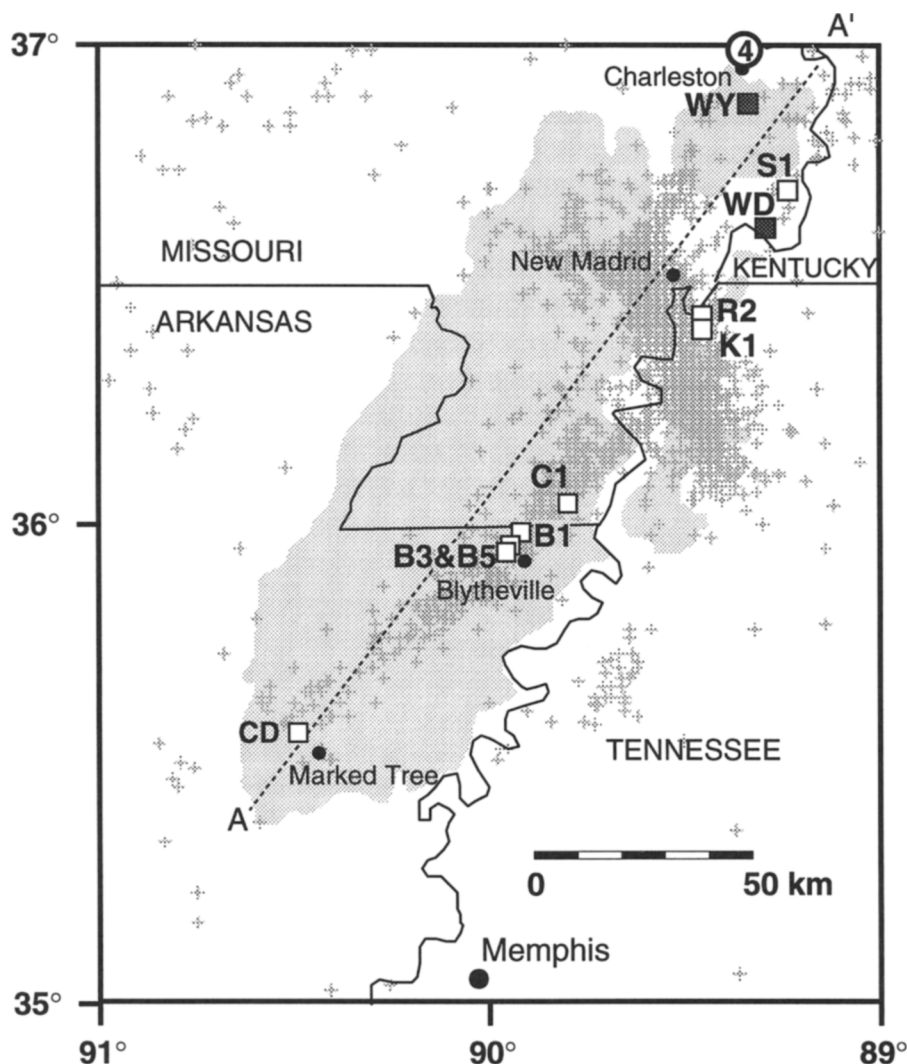 A'
37°
4
Charleston
WY
S1
WD
MISSOURI
New Madrid
KENTUCKY
ARKANSAS
R2
K1
C1
36°
B1
B3&B5
Blytheville
CD
TENNESSEE
Marked Tree
A
0 50 km
Memphis
35°
91° 90° 89°